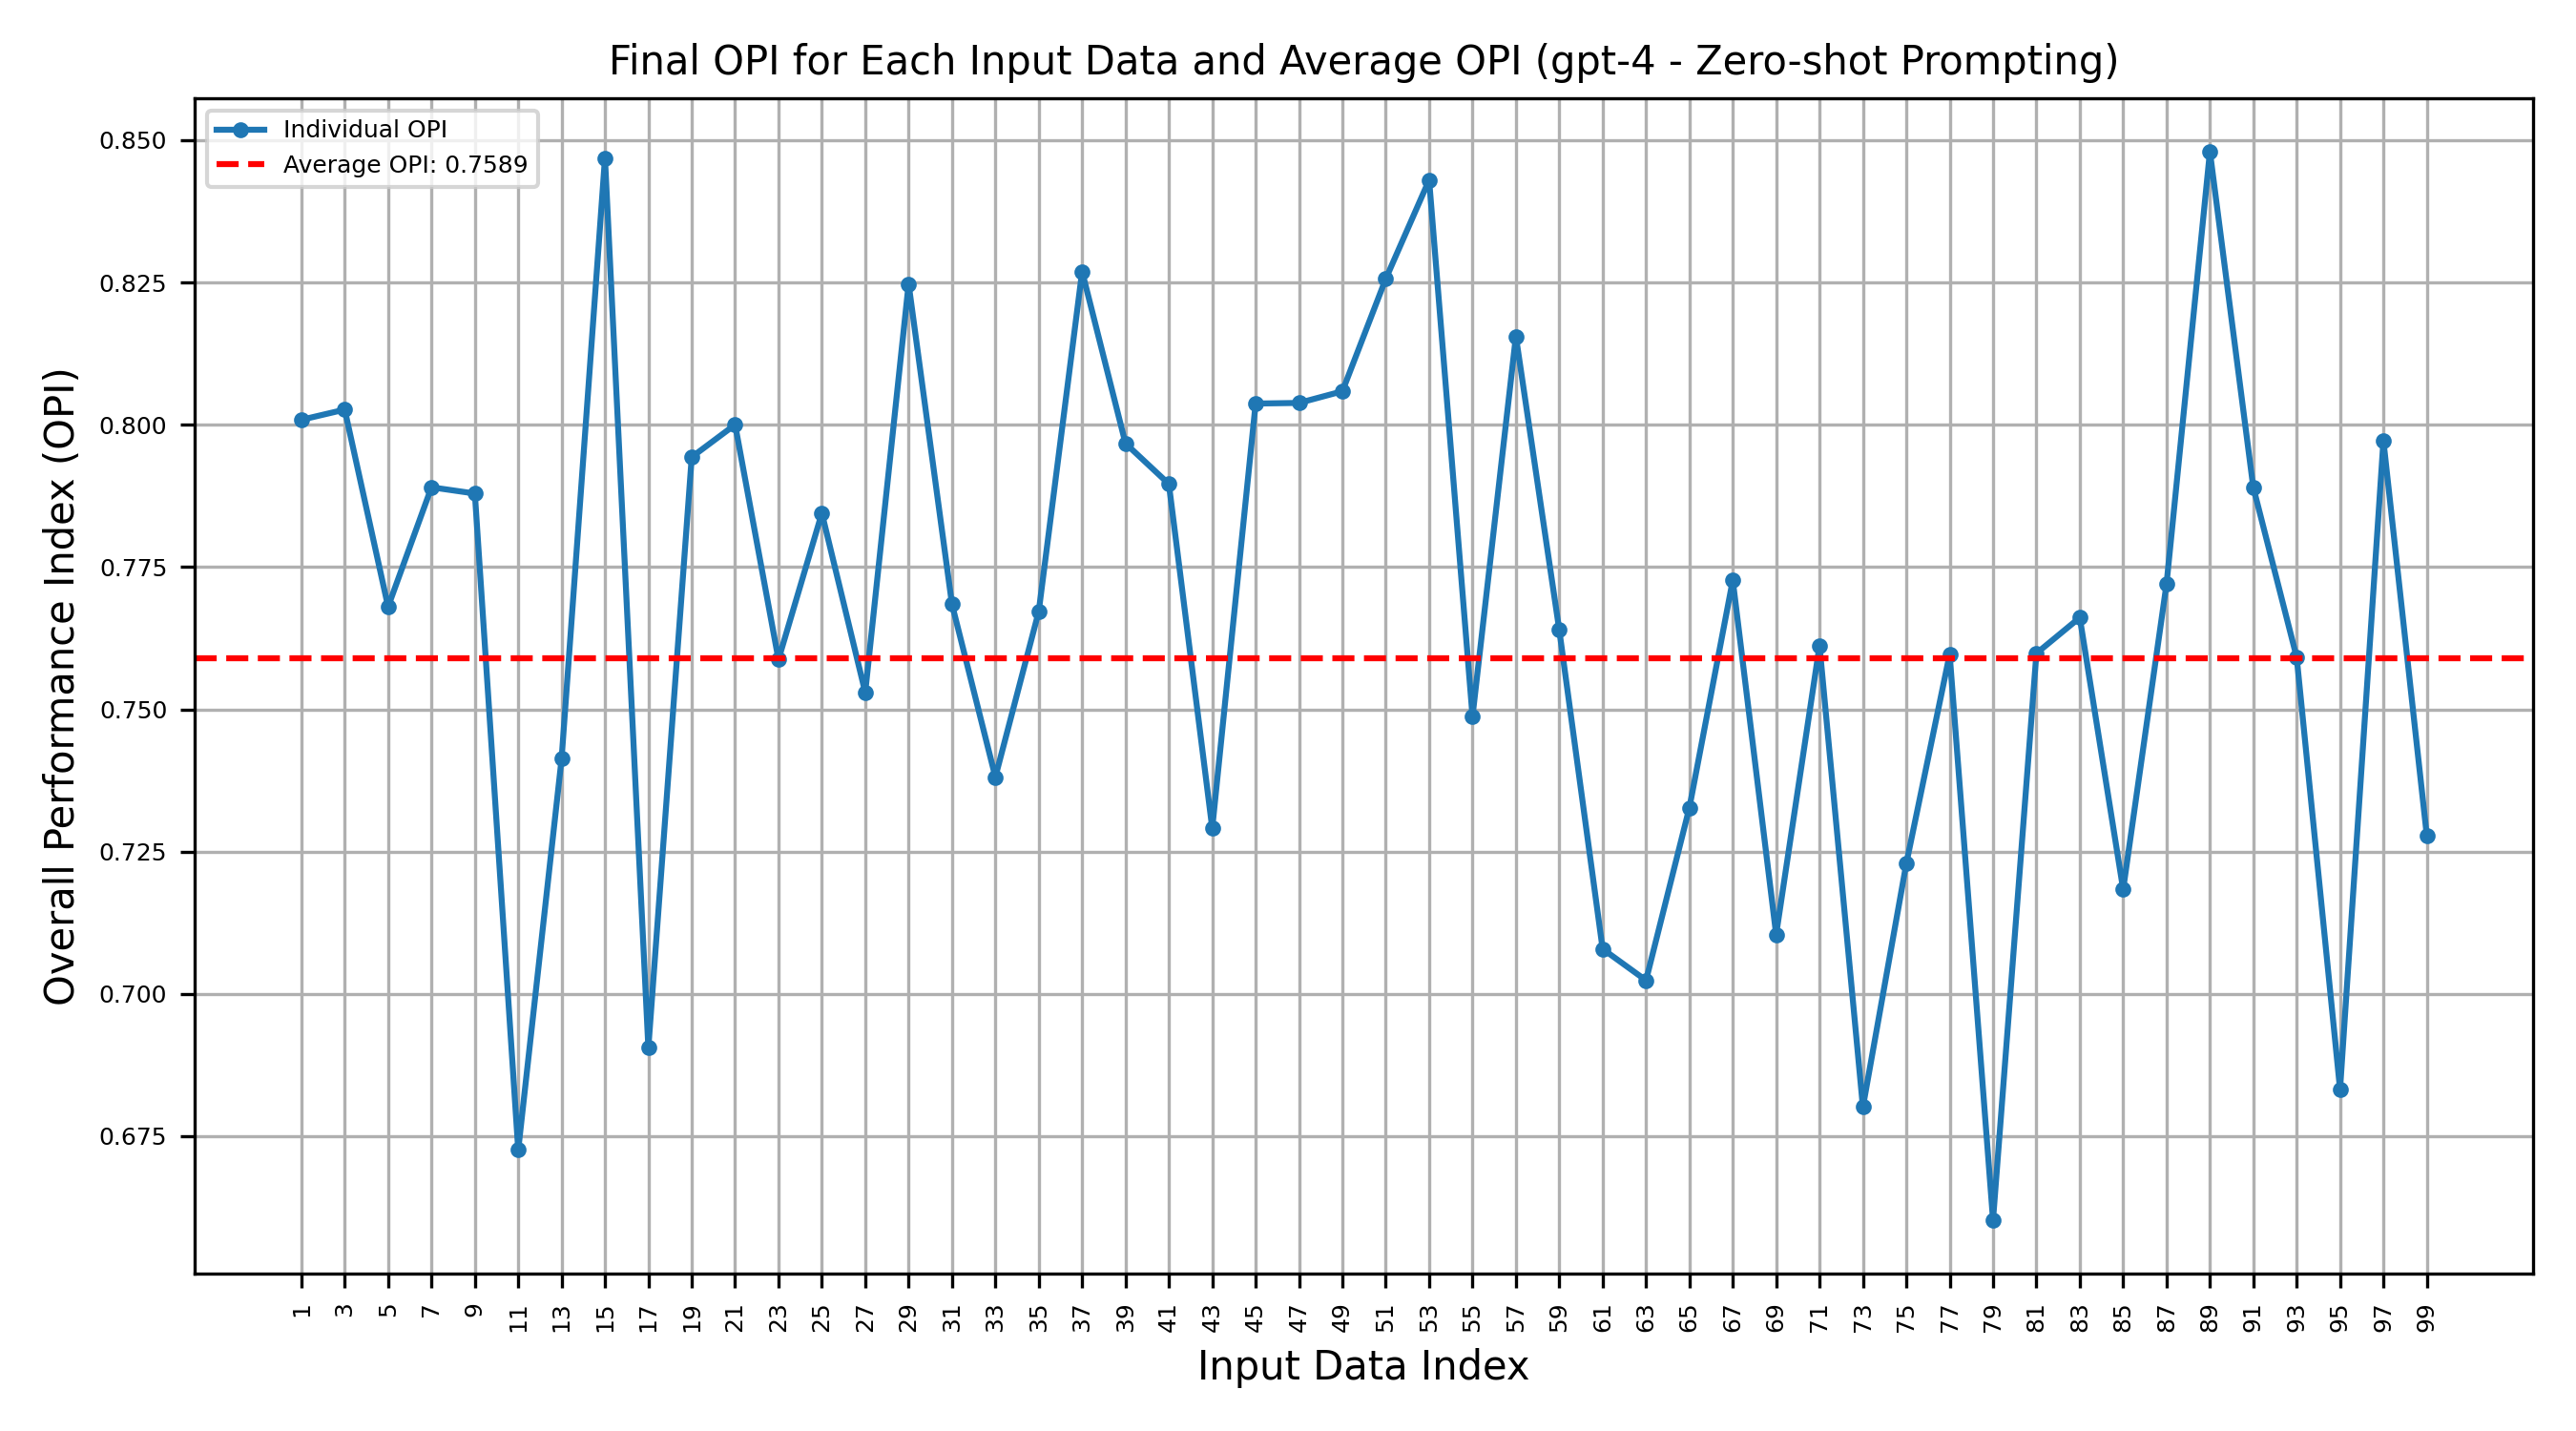 Final OPI for Each Input Data and Average OPI (gpt-4 - Zero-shot Prompting)
Individual OPI
Average OPI: 0.7589
Overall Performance Index (OPI)
0.850
0.825
0.800
0.775
0.750
0.725
0.700
0.675
1 3 5 7 9 11 13 15 17 19 21 23 25 27 29 31 33 35 37 39 41 43 45 47 49 51 53 55 57 59 61 63 65 67 69 71 73 75 77 79 81 83 85 87 89 91 93 95 97 99
Input Data Index